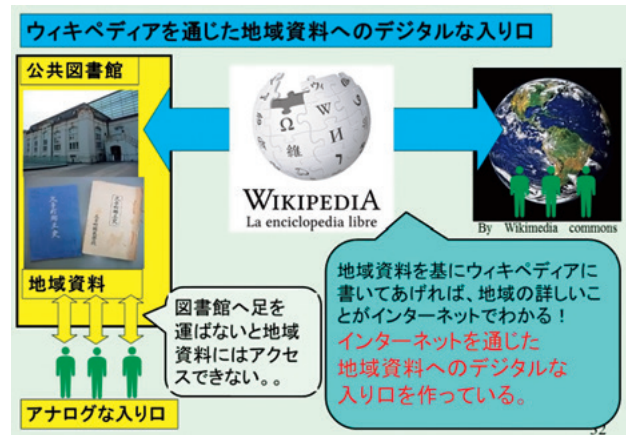 ウィキペディアを通じた地域資料へのデジタルな入り口
公共図書館
地域資料
アナログな入り口
図書館へ足を
運ばないと地域
資料にはアクセ
スできない。。
Ω
W
И
維
7
WIKIPEDIA
La enciclopedia libre
By Wikimedia commons
地域資料を基にウィキペディアに
書いてあげれば、地域の詳しいこ
とがインターネットでわかる！
インターネットを通じた
地域資料へのデジタルな
入り口を作っている。
32